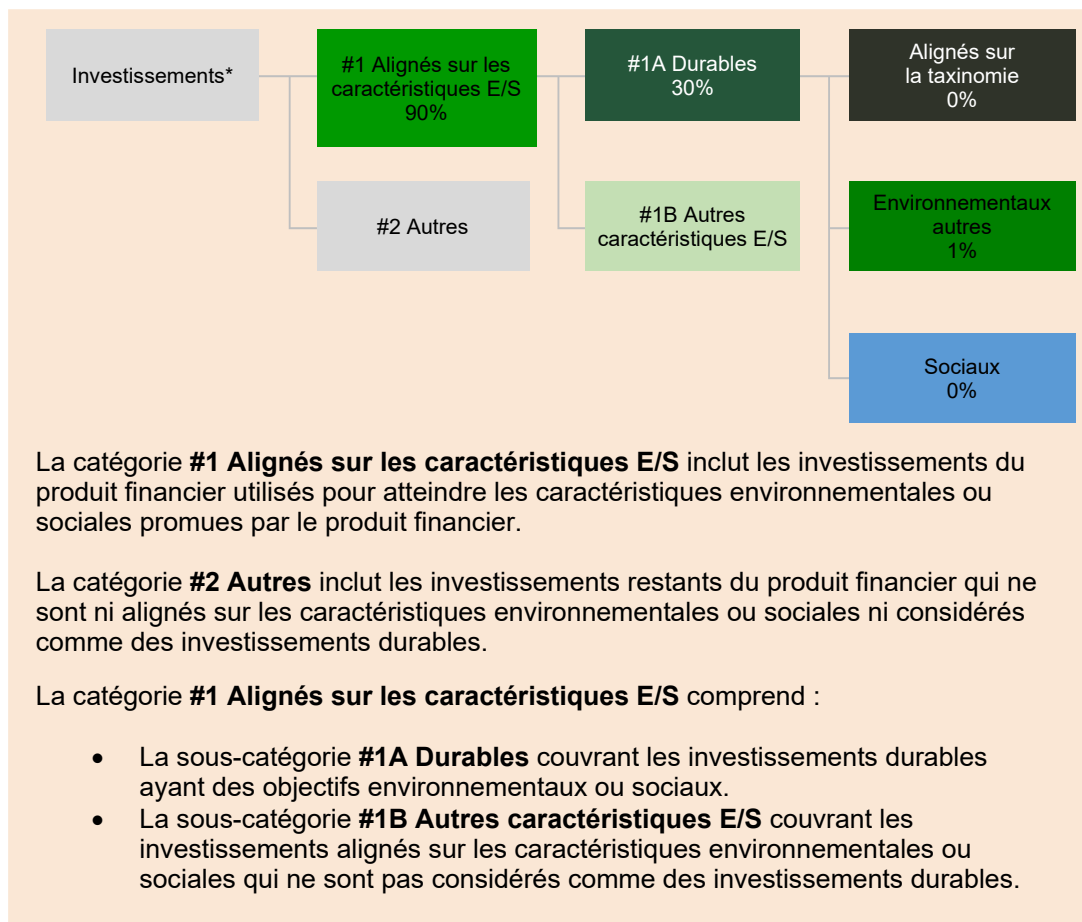 Investissements*
#1 Alignés sur les
caractéristiques E/S
90%
#1A Durables
30%
Alignés sur
la taxinomie
0%
#2 Autres
#1B Autres
caractéristiques E/S
Environnementaux
autres
1%
Sociaux
0%
La catégorie #1 Alignés sur les caractéristiques E/S inclut les investissements du
produit financier utilisés pour atteindre les caractéristiques environnementales ou
sociales promues par le produit financier.
La catégorie #2 Autres inclut les investissements restants du produit financier qui ne
sont ni alignés sur les caractéristiques environnementales ou sociales ni considérés
comme des investissements durables.
La catégorie #1 Alignés sur les caractéristiques E/S comprend :
• La sous-catégorie #1A Durables couvrant les investissements durables
ayant des objectifs environnementaux ou sociaux.
• La sous-catégorie #1B Autres caractéristiques E/S couvrant les
investissements alignés sur les caractéristiques environnementales ou
sociales qui ne sont pas considérés comme des investissements durables.